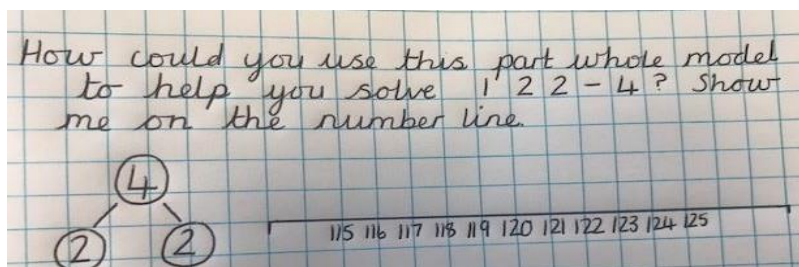 How could you use this part whole model
to help you solve 122 - 4? Show
me on the number line.
4
2 2
115 116 117 118 119 120 121 122 123 124 125